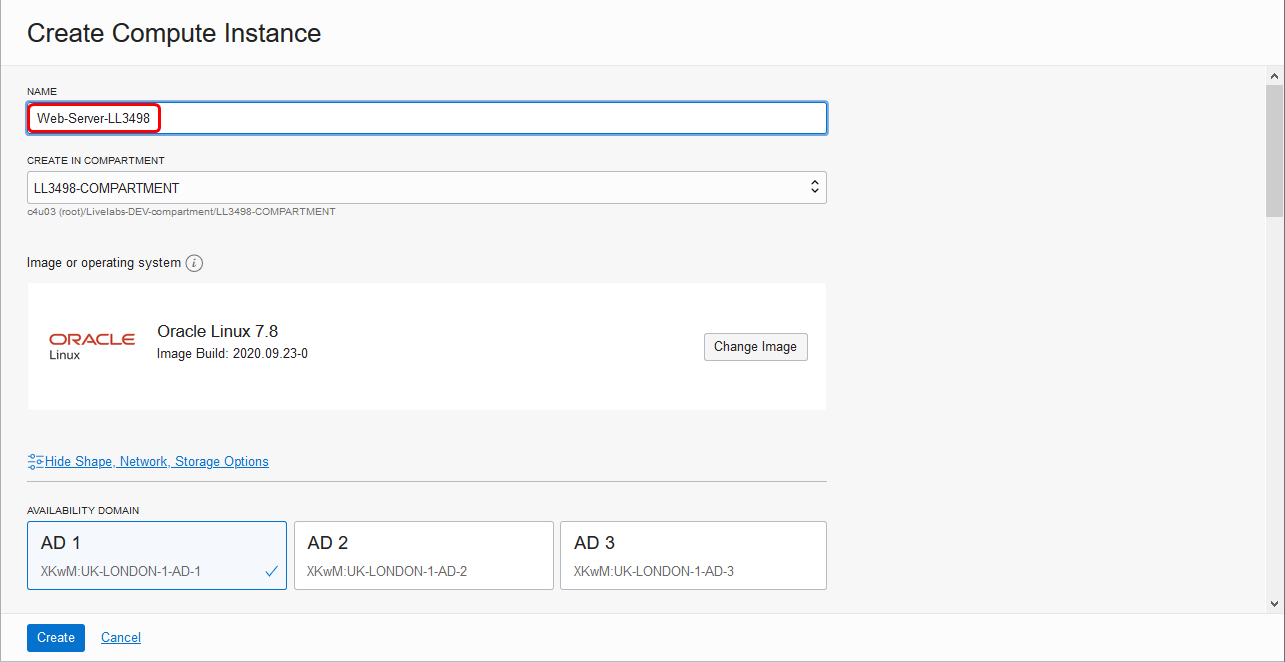 Create Compute Instance
NAME
Web-Server-LL3498
CREATE IN COMPARTMENT
LL3498-COMPARTMENT
c4u03 (root)/Livelabs-DEV-compartment/LL3498-COMPARTMENT
Image or operating system i
ORACLE
Linux
Oracle Linux 7.8
Image Build: 2020.09.23-0
Change Image
Hide Shape, Network, Storage Options
AVAILABILITY DOMAIN
AD 1
XKwM:UK-LONDON-1-AD-1
AD 2
XKwM:UK-LONDON-1-AD-2
AD 3
XKwM:UK-LONDON-1-AD-3
Create
Cancel